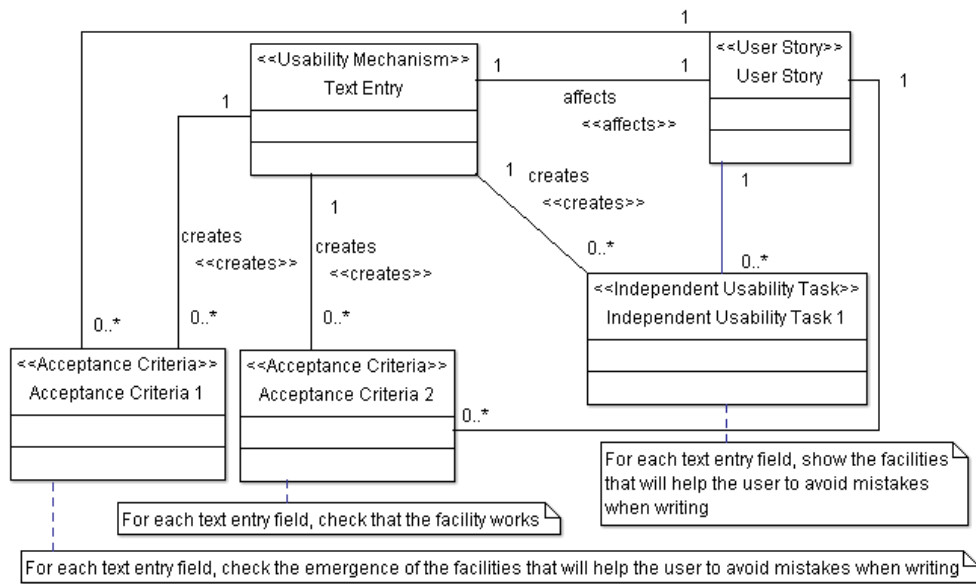 1
<<User Story>>
User Story
<<Usability Mechanism>>
Text Entry
1
1
1
1
affects
<<affects>>
1
creates
<<creates>>
1
1
creates
<<creates>>
creates
<<creates>>
0..*
0..*
<<Independent Usability Task>>
Independent Usability Task 1
0..*
0..*
0..*
<<Acceptance Criteria>>
Acceptance Criteria 1
<<Acceptance Criteria>>
Acceptance Criteria 2
0..*
For each text entry field, show the facilities
that will help the user to avoid mistakes
when writing
For each text entry field, check that the facility works
For each text entry field, check the emergence of the facilities that will help the user to avoid mistakes when writing